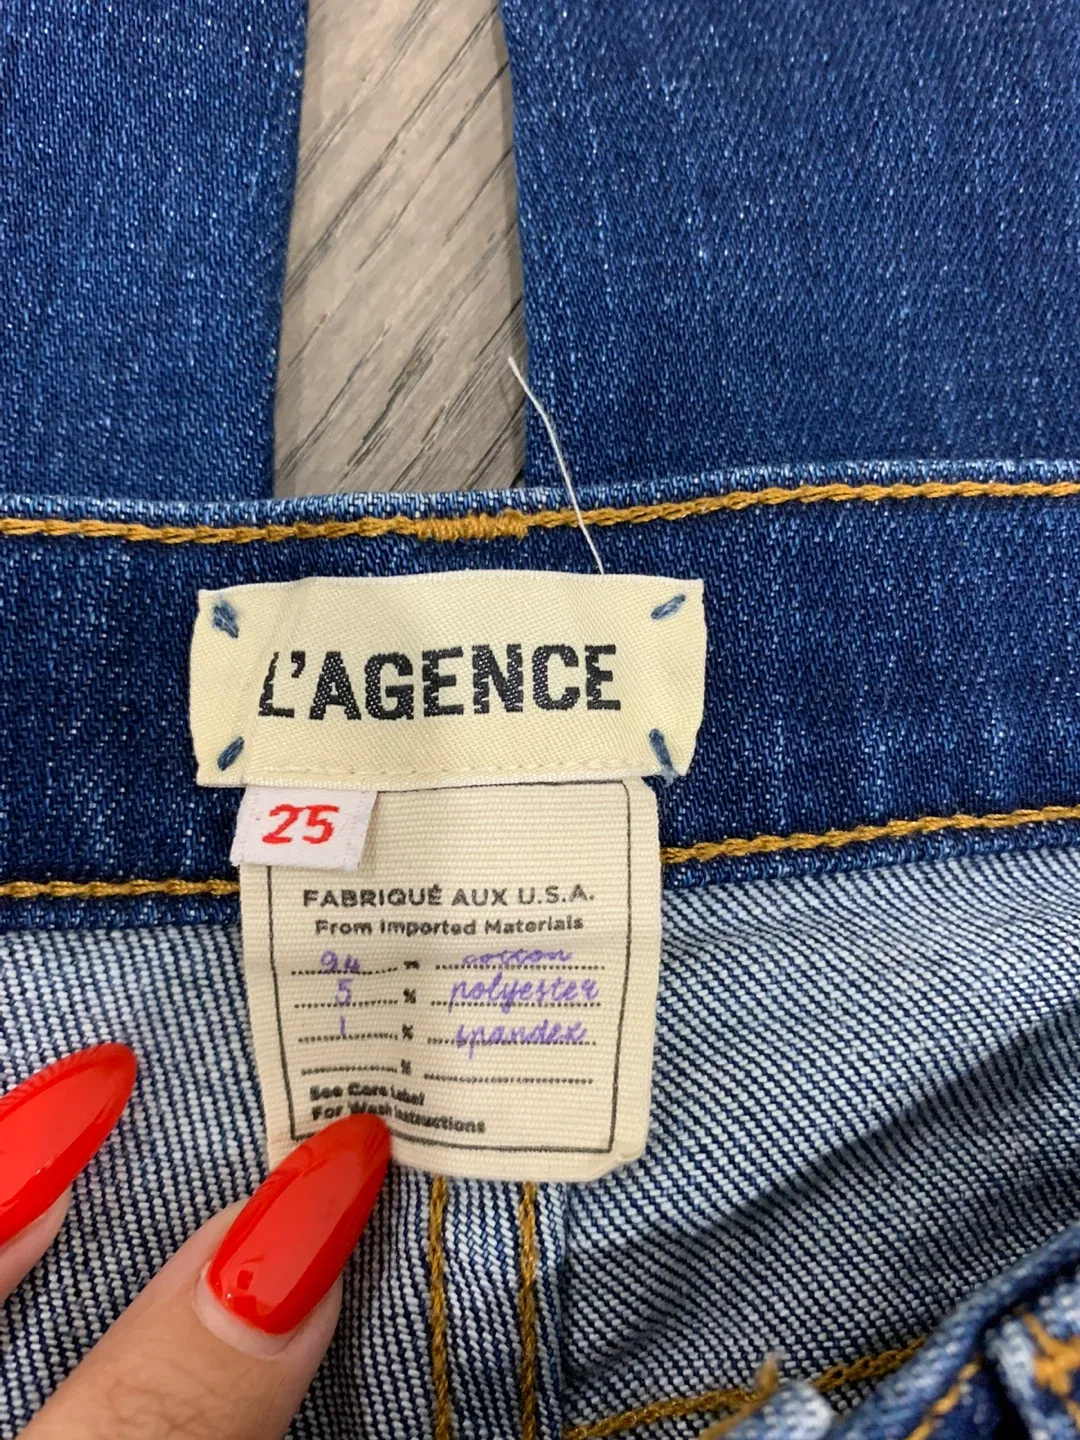 L'AGENCE
25
FABRIQUÉ AUX U.S.A.
From Imported Materials
94 % cotton
5 % polyester
1 % spandex
%
See Care Label
For Wash Instructions